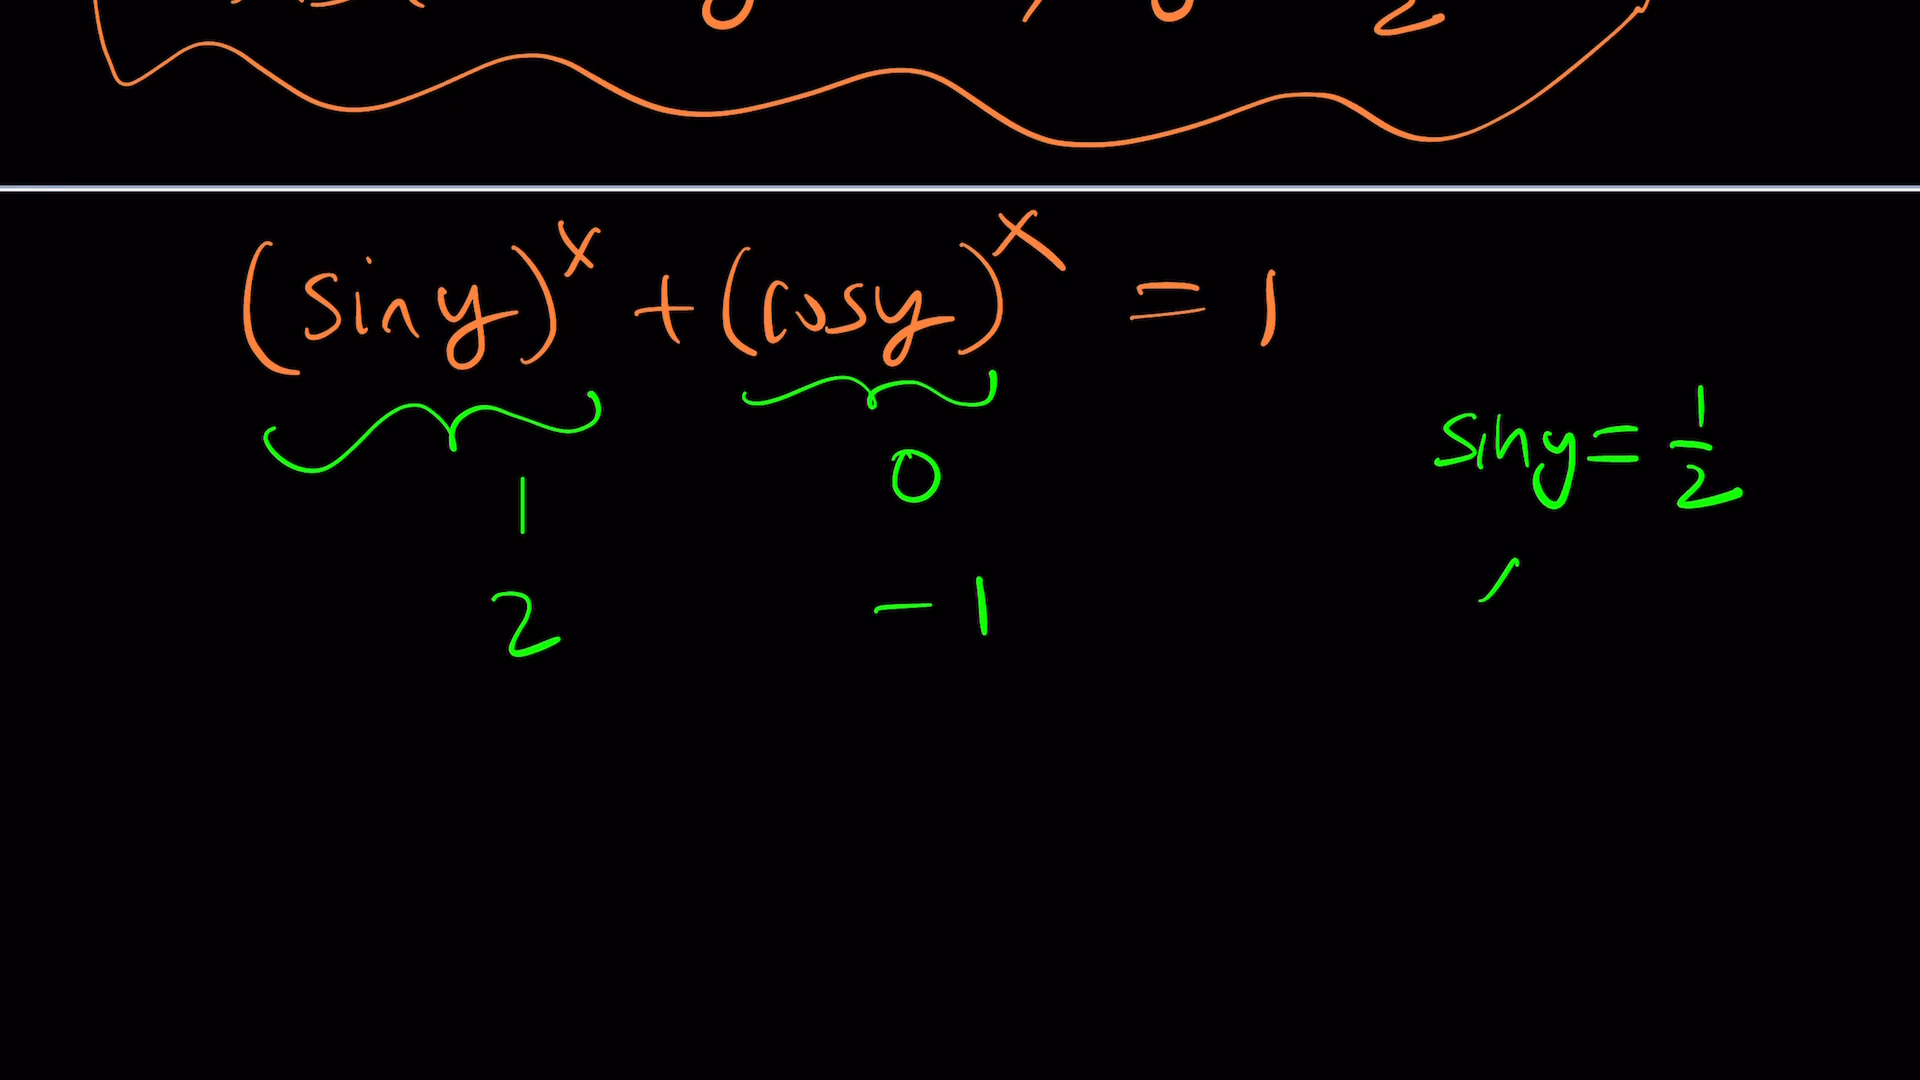 (sin y)^x + (cos y)^x = 1
sin y = 1/2
1 0
2 -1